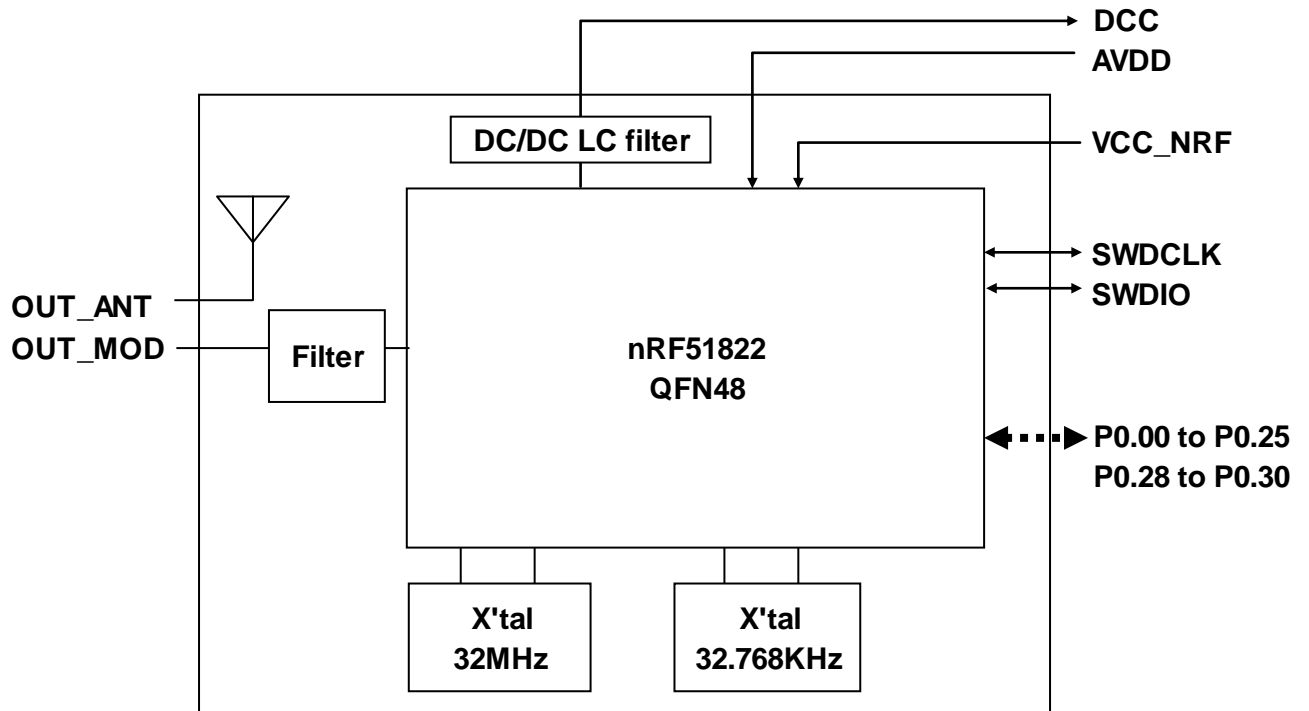 DCC
AVDD
DC/DC LC filter
VCC_NRF
SWDCLK
SWDIO
OUT_ANT
OUT_MOD
Filter
nRF51822
QFN48
P0.00 to P0.25
P0.28 to P0.30
X'tal
32MHz
X'tal
32.768KHz